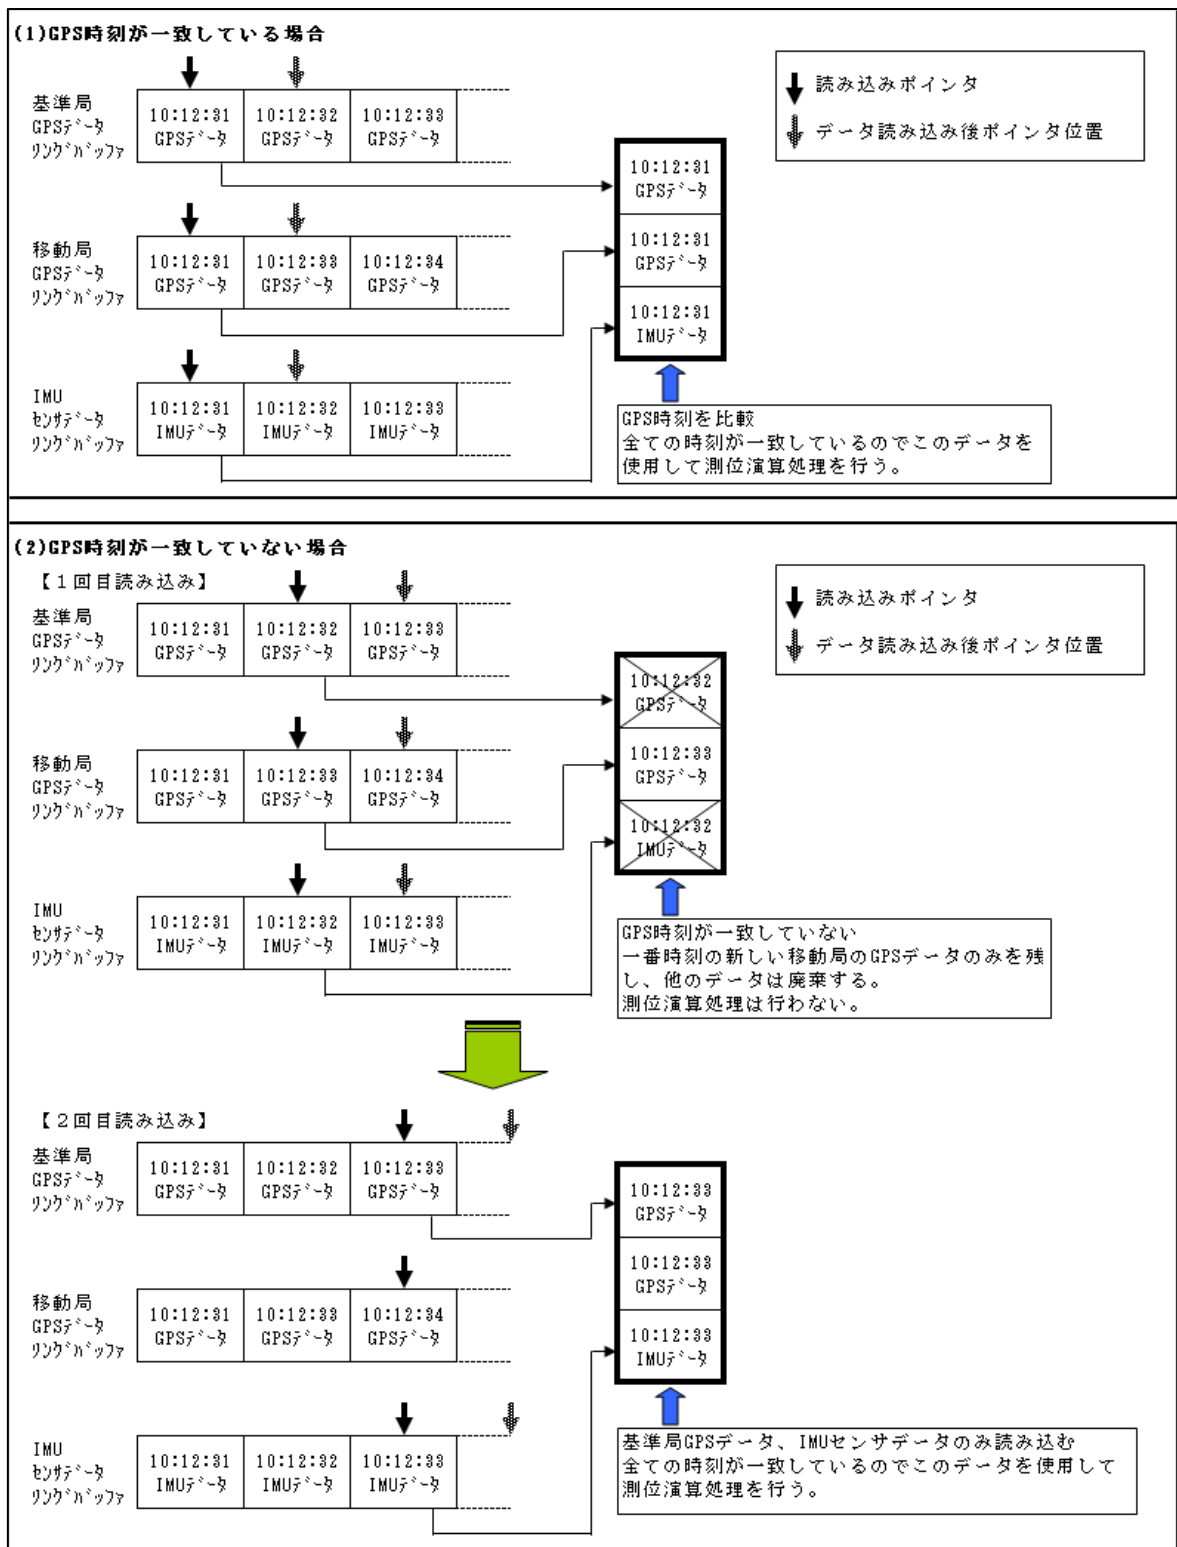 (1)GPS時刻が一致している場合
読み込みポインタ
データ読み込み後ポインタ位置
基準局
GPSﾃﾞｰﾀ
ﾘﾝｸﾞﾊﾞｯﾌｧ
10:12:31 10:12:32 10:12:33
GPSﾃﾞｰﾀ GPSﾃﾞｰﾀ GPSﾃﾞｰﾀ
移動局
GPSﾃﾞｰﾀ
ﾘﾝｸﾞﾊﾞｯﾌｧ
10:12:31 10:12:33 10:12:34
GPSﾃﾞｰﾀ GPSﾃﾞｰﾀ GPSﾃﾞｰﾀ
IMU
ｾﾝｻﾃﾞｰﾀ
ﾘﾝｸﾞﾊﾞｯﾌｧ
10:12:31 10:12:32 10:12:33
IMUﾃﾞｰﾀ IMUﾃﾞｰﾀ IMUﾃﾞｰﾀ
10:12:31
GPSﾃﾞｰﾀ
10:12:31
GPSﾃﾞｰﾀ
10:12:31
IMUﾃﾞｰﾀ
GPS時刻を比較
全ての時刻が一致しているのでこのデータを
使用して測位演算処理を行う。
(2)GPS時刻が一致していない場合
【１回目読み込み】
読み込みポインタ
データ読み込み後ポインタ位置
基準局
GPSﾃﾞｰﾀ
ﾘﾝｸﾞﾊﾞｯﾌｧ
10:12:31 10:12:32 10:12:33
GPSﾃﾞｰﾀ GPSﾃﾞｰﾀ GPSﾃﾞｰﾀ
移動局
GPSﾃﾞｰﾀ
ﾘﾝｸﾞﾊﾞｯﾌｧ
10:12:31 10:12:33 10:12:34
GPSﾃﾞｰﾀ GPSﾃﾞｰﾀ GPSﾃﾞｰﾀ
IMU
ｾﾝｻﾃﾞｰﾀ
ﾘﾝｸﾞﾊﾞｯﾌｧ
10:12:31 10:12:32 10:12:33
IMUﾃﾞｰﾀ IMUﾃﾞｰﾀ IMUﾃﾞｰﾀ
10:12:32
GPSﾃﾞｰﾀ
10:12:33
GPSﾃﾞｰﾀ
10:12:32
IMUﾃﾞｰﾀ
GPS時刻が一致していない
一番時刻の新しい移動局のGPSデータのみを残
し、他のデータは廃棄する。
測位演算処理は行わない。
【２回目読み込み】
基準局
GPSﾃﾞｰﾀ
ﾘﾝｸﾞﾊﾞｯﾌｧ
10:12:31 10:12:32 10:12:33
GPSﾃﾞｰﾀ GPSﾃﾞｰﾀ GPSﾃﾞｰﾀ
移動局
GPSﾃﾞｰﾀ
ﾘﾝｸﾞﾊﾞｯﾌｧ
10:12:31 10:12:33 10:12:34
GPSﾃﾞｰﾀ GPSﾃﾞｰﾀ GPSﾃﾞｰﾀ
IMU
ｾﾝｻﾃﾞｰﾀ
ﾘﾝｸﾞﾊﾞｯﾌｧ
10:12:31 10:12:32 10:12:33
IMUﾃﾞｰﾀ IMUﾃﾞｰﾀ IMUﾃﾞｰﾀ
10:12:33
GPSﾃﾞｰﾀ
10:12:33
GPSﾃﾞｰﾀ
10:12:33
IMUﾃﾞｰﾀ
基準局GPSデータ、IMUセンサデータのみ読み込む
全ての時刻が一致しているのでこのデータを使用して
測位演算処理を行う。